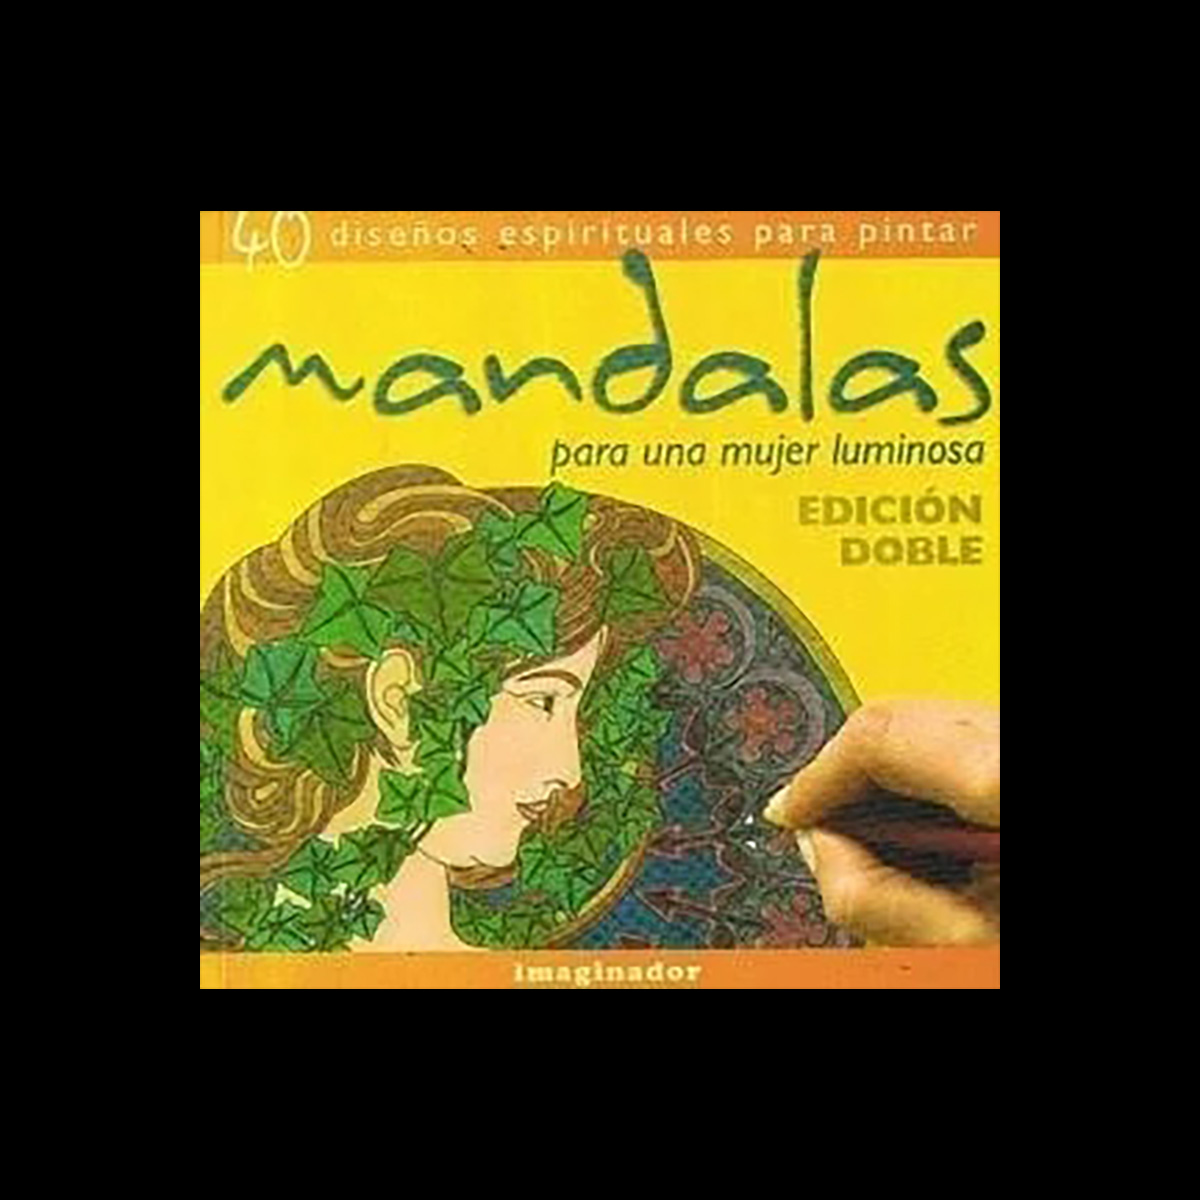 40 diseños espirituales para pintar
mandalas
para una mujer luminosa
EDICIÓN
DOBLE
imaginador